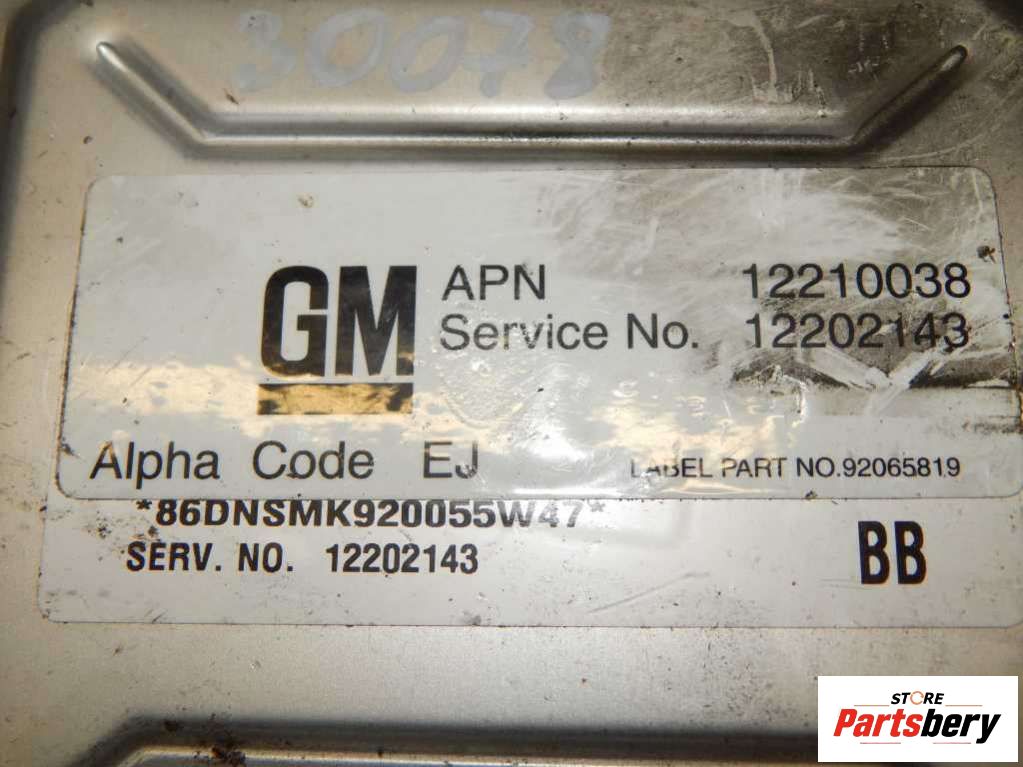 30078
GM
APN 12210038
Service No. 12202143
Alpha Code EJ LABEL PART NO.92065819
*86DNSMK920055W47*
SERV. NO. 12202143 BB
STORE
Partsbery